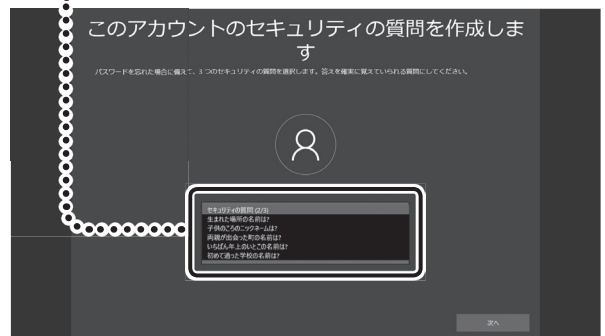 このアカウントのセキュリティの質問を作成しま
す
パスワードを忘れた場合に備えて、3 つのセキュリティの質問を選択します。答えを確実に覚えていられる質問にしてください。
セキュリティの質問 (2/3)
生まれた場所の名前は?
子供のころのニックネームは?
両親が出会った町の名前は?
いちばん年上のいとこの名前は?
初めて通った学校の名前は?
次へ